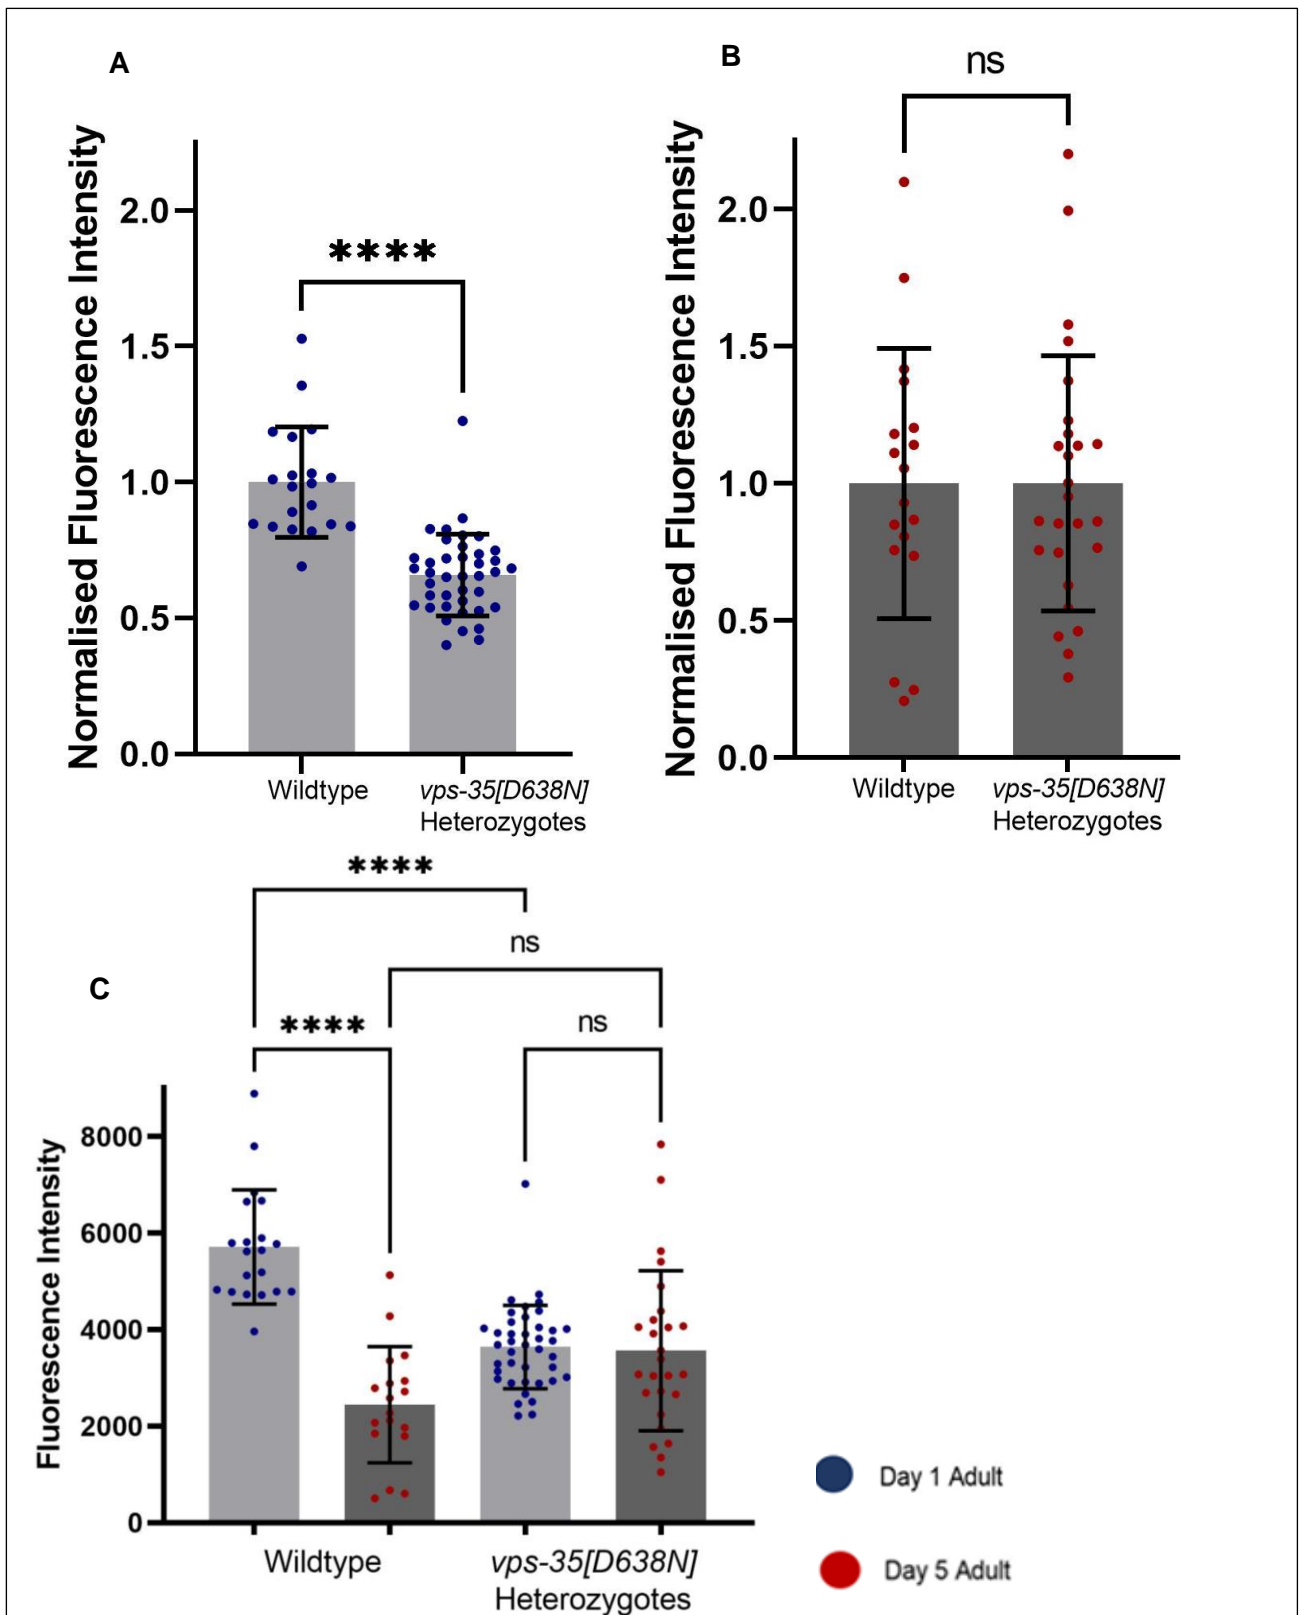 A
Normalised Fluorescence Intensity
2.0
1.5
1.0
0.5
0.0
****
Wildtype
vps-35[D638N]
Heterozygotes
B
ns
Normalised Fluorescence Intensity
2.0
1.5
1.0
0.5
0.0
Wildtype
vps-35[D638N]
Heterozygotes
C
****
ns
****
ns
Fluorescence Intensity
8000
6000
4000
2000
0
Wildtype
vps-35[D638N]
Heterozygotes
Day 1 Adult
Day 5 Adult